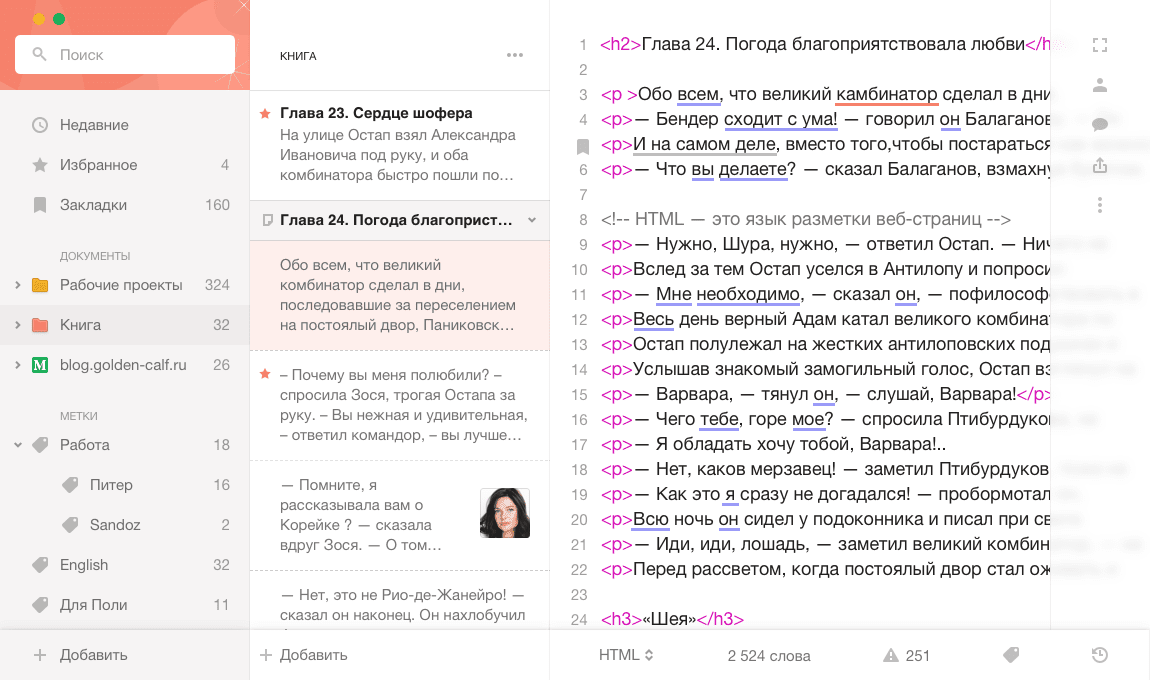 Поиск
Недавние
Избранное 4
Закладки 160
ДОКУМЕНТЫ
Рабочие проекты 324
Книга 32
M blog.golden-calf.ru 26
МЕТКИ
Работа 18
Питер 16
Sandoz 2
English 32
Для Поли 11
Добавить
КНИГА
Глава 23. Сердце шофера
На улице Остап взял Александра
Ивановича под руку, и оба
комбинатора быстро пошли по…
Глава 24. Погода благоприст…
Обо всем, что великий
комбинатор сделал в дни,
последовавшие за переселением
на постоялый двор, Паниковск…
– Почему вы меня полюбили? –
спросила Зося, трогая Остапа за
руку. – Вы нежная и удивительная,
– ответил командор, – вы лучше…
— Помните, я
рассказывала вам о
Корейке ? — сказала
вдруг Зося. — О том…
— Нет, это не Рио-де-Жанейро! —
сказал он наконец. Он нахлобучил
Добавить
1 <h2>Глава 24. Погода благоприятствовала любви</h
2
3 <p >Обо всем, что великий камбинатор сделал в дни
4 <p>— Бендер сходит с ума! — говорил он Балаганов
<p>И на самом деле, вместо того,чтобы постараться
6 <p>— Что вы делаете? — сказал Балаганов, взмахну
7
8 <!-- HTML — это язык разметки веб-страниц -->
9 <p>— Нужно, Шура, нужно, — ответил Остап. — Нич
10 <p>Вслед за тем Остап уселся в Антилопу и попроси
11 <p>— Мне необходимо, — сказал он, — пофилософ
12 <p>Весь день верный Адам катал великого комбина
13 <p>Остап полулежал на жестких антилоповских под
14 <p>Услышав знакомый замогильный голос, Остап вз
15 <p>— Варвара, — тянул он, — слушай, Варвара!</p
16 <p>— Чего тебе, горе мое? — спросила Птибурдуко
17 <p>— Я обладать хочу тобой, Варвара!..
18 <p>— Нет, каков мерзавец! — заметил Птибурдуков
19 <p>— Как это я сразу не догадался! — пробормотал
20 <p>Всю ночь он сидел у подоконника и писал при св
21 <p>— Иди, иди, лошадь, — заметил великий комбин
22 <p>Перед рассветом, когда постоялый двор стал ож
23
24 <h3>«Шея»</h3>
HTML 2 524 слова 251